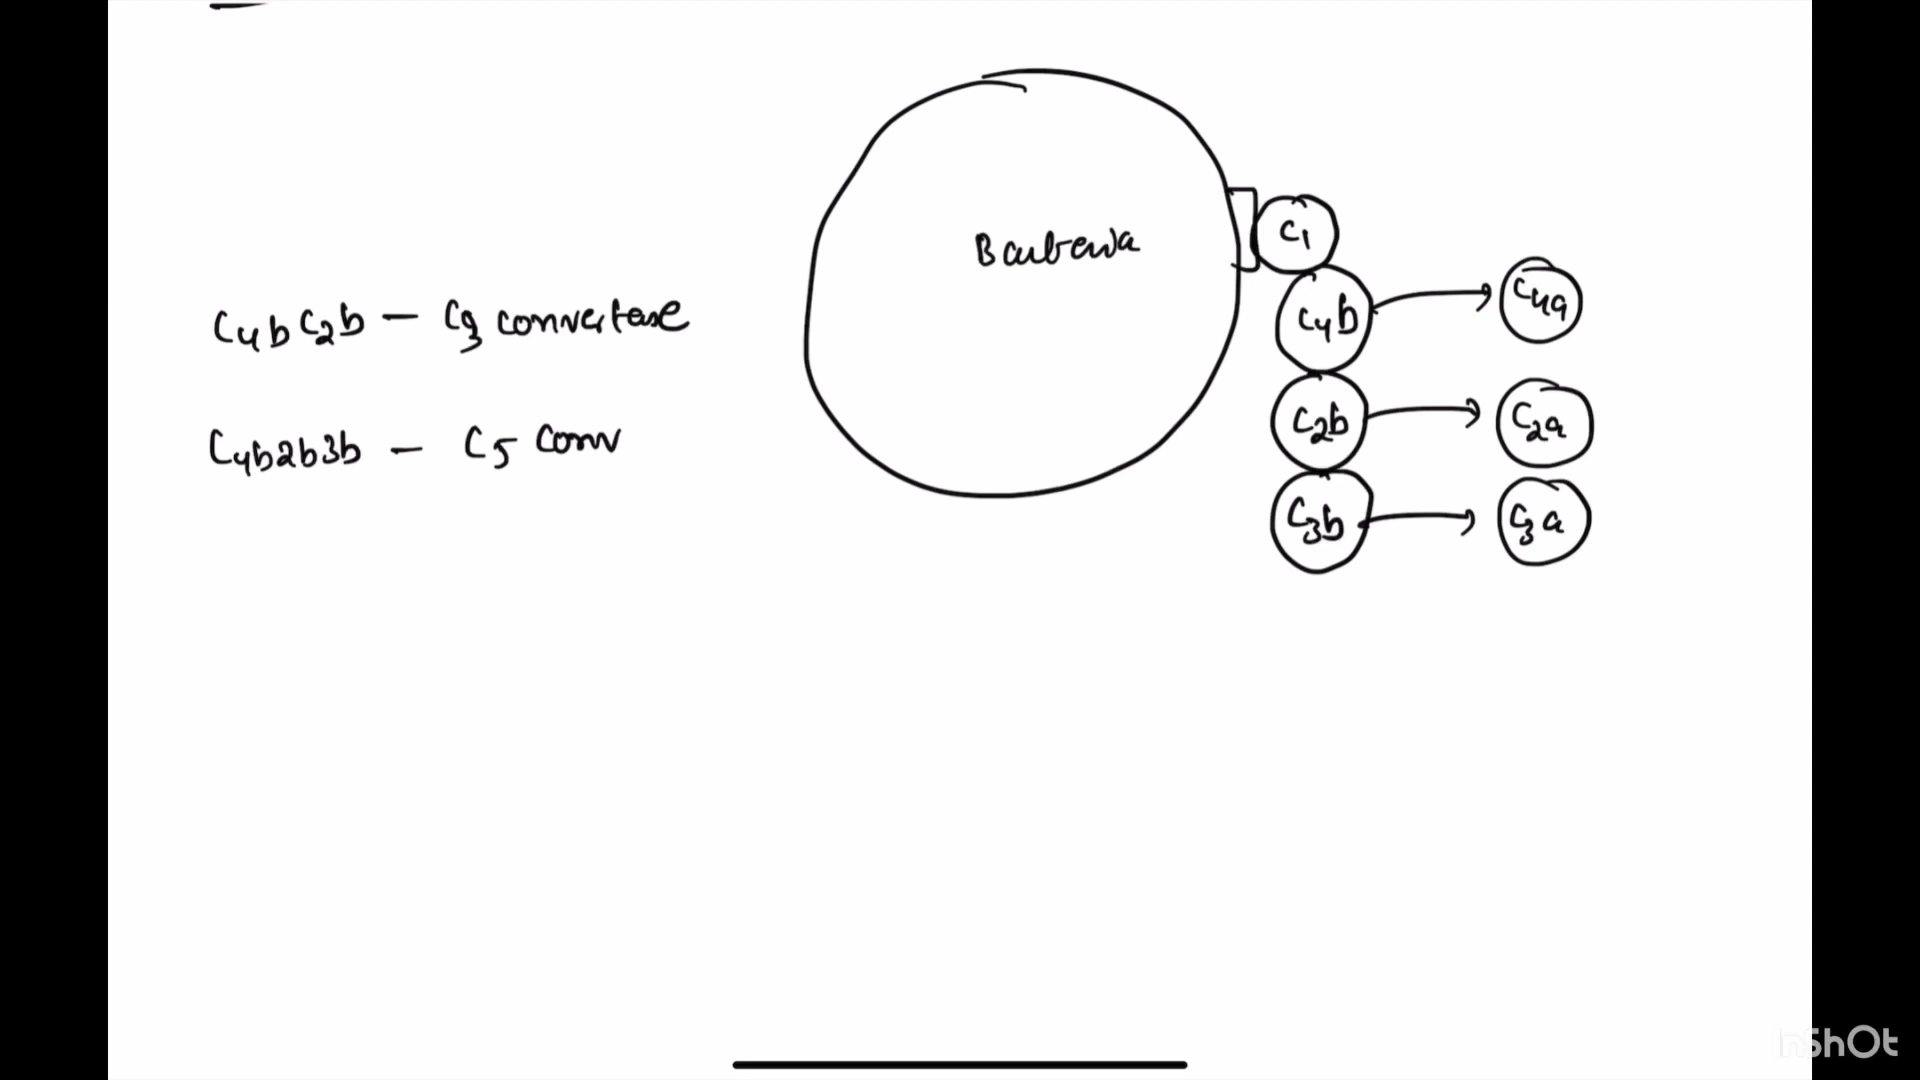 Bacteria
C1
C4b
C4a
C4bC2b - C3 convertase
C2b
C2a
C4b2b3b - C5 Conv
C3b
C3a
InShOt